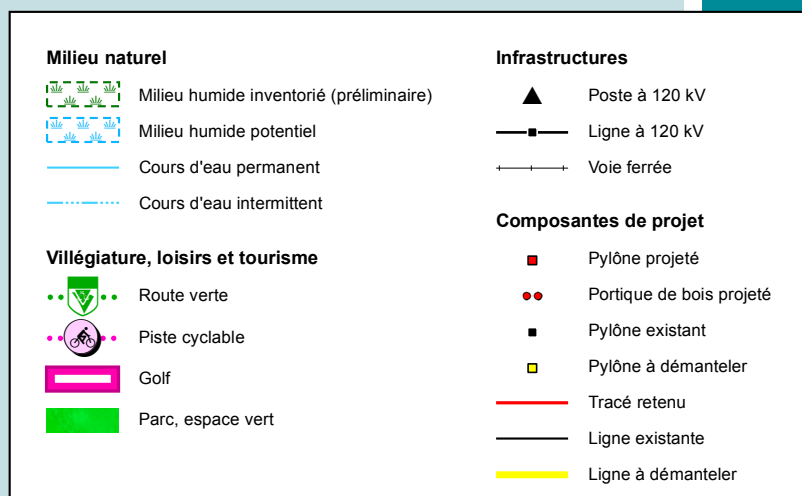 Milieu naturel
Milieu humide inventorié (préliminaire)
Milieu humide potentiel
Cours d'eau permanent
Cours d'eau intermittent
Villégiature, loisirs et tourisme
Route verte
Piste cyclable
Golf
Parc, espace vert
Infrastructures
Poste à 120 kV
Ligne à 120 kV
Voie ferrée
Composantes de projet
Pylône projeté
Portique de bois projeté
Pylône existant
Pylône à démanteler
Tracé retenu
Ligne existante
Ligne à démanteler